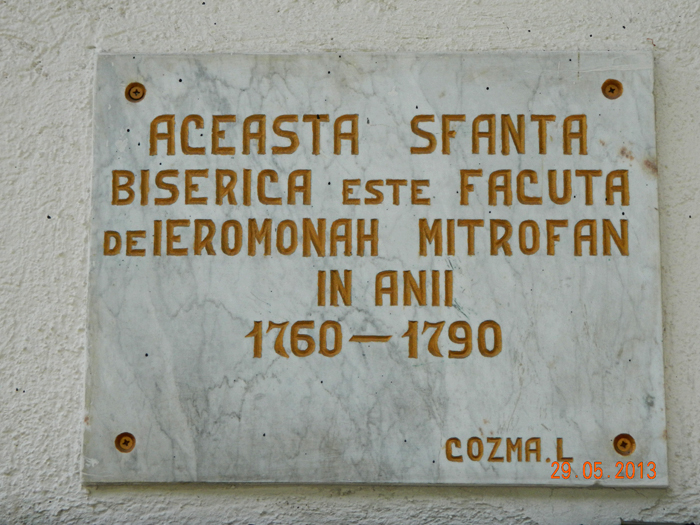 ACEASTA SFANTA
BISERICA ESTE FACUTA
DE IEROMONAH MITROFAN
IN ANII
1760-1790
COZMA.L
29.05.2013